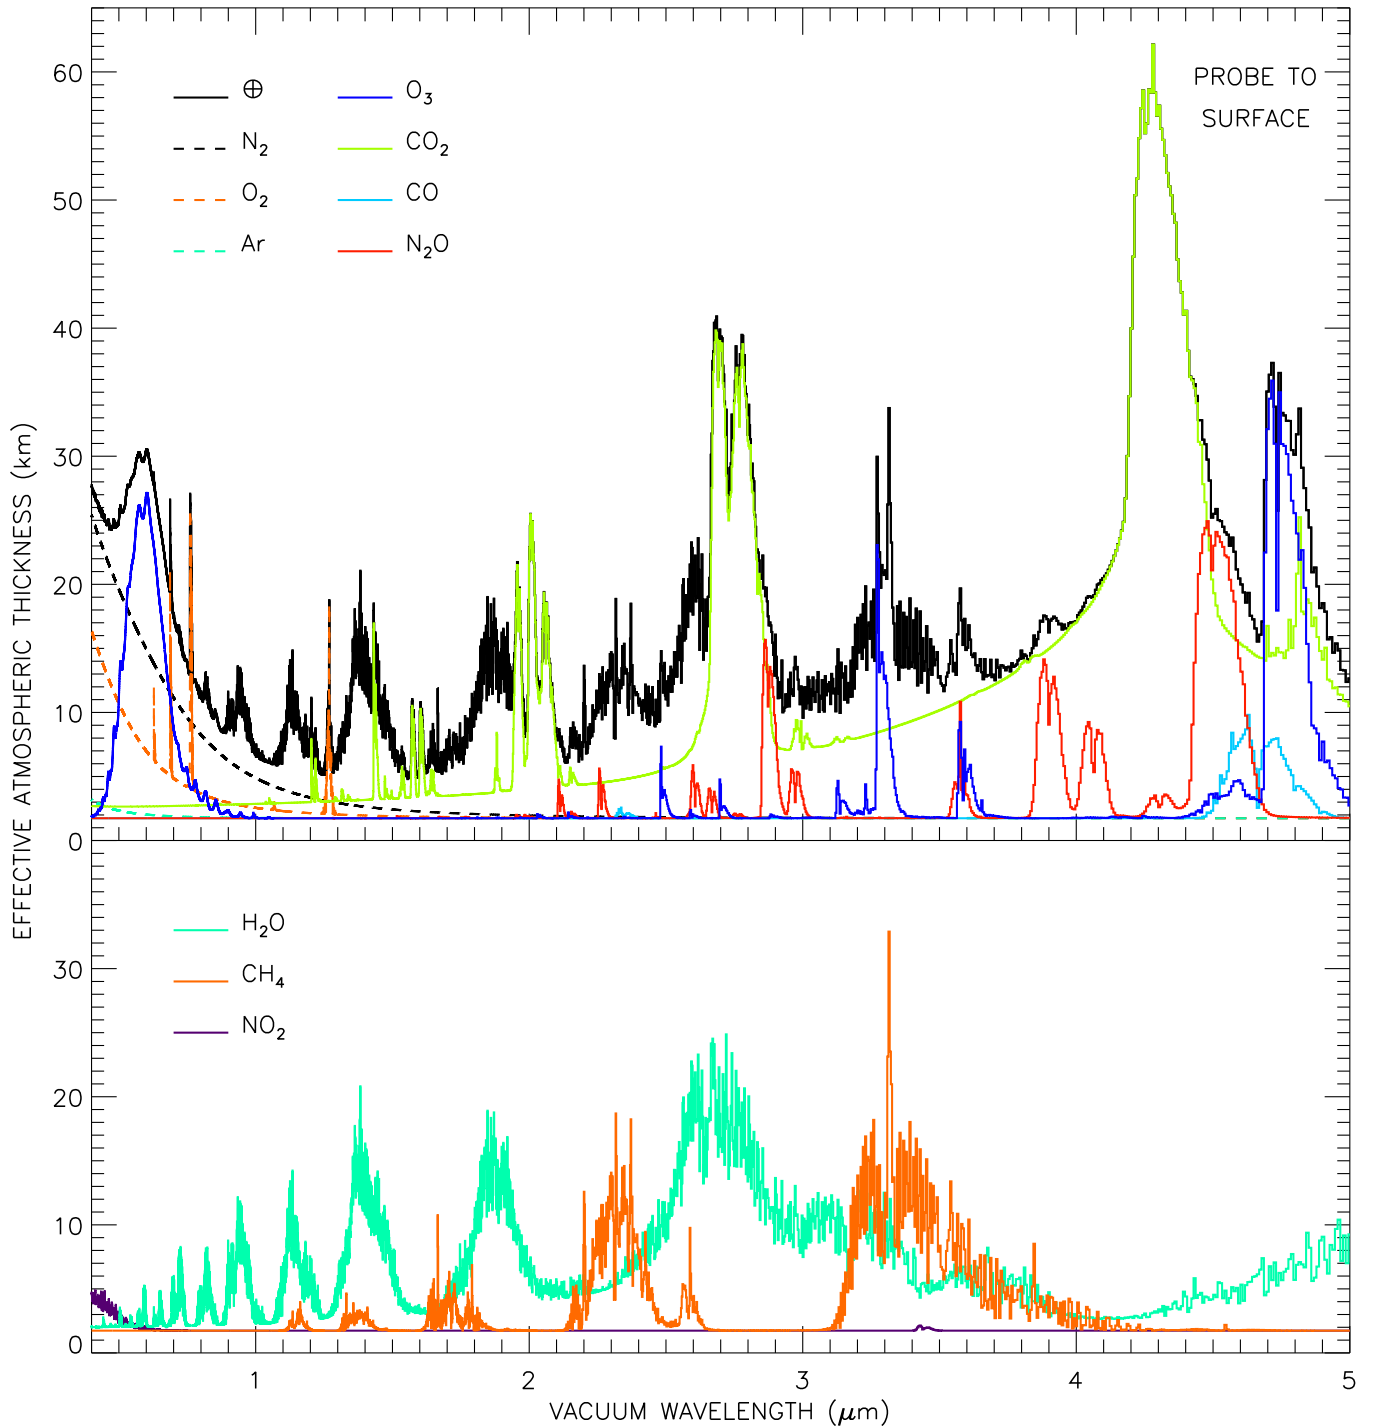 PROBE TO
SURFACE
⊕ O₃
N₂ CO₂
O₂ CO
Ar N₂O
60
50
40
30
20
10
0
EFFECTIVE ATMOSPHERIC THICKNESS (km)
H₂O
CH₄
NO₂
30
20
10
0
1 2 3 4 5
VACUUM WAVELENGTH (μm)